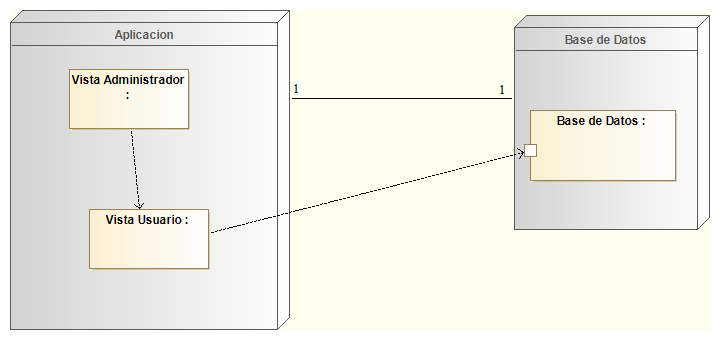 Aplicacion
Base de Datos
Vista Administrador
:
1
1
Base de Datos :
Vista Usuario :